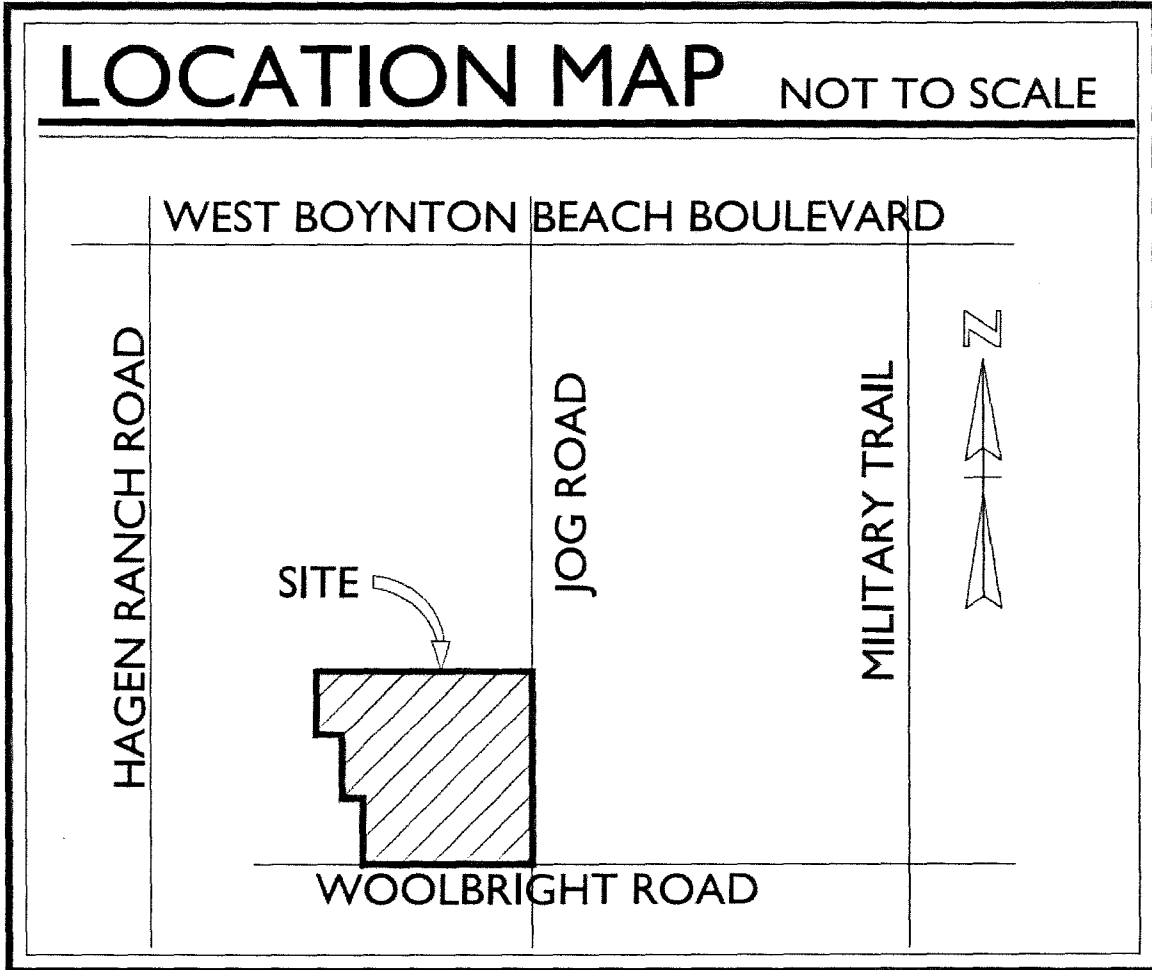 LOCATION MAP NOT TO SCALE
WEST BOYNTON BEACH BOULEVARD
N
HAGEN RANCH ROAD
JOG ROAD
MILITARY TRAIL
SITE
WOOLBRIGHT ROAD